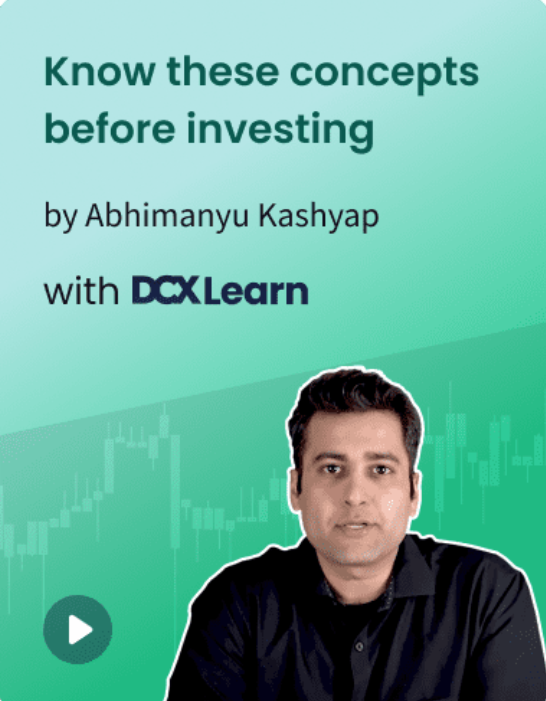 Know these concepts
before investing
by Abhimanyu Kashyap
with DCX Learn